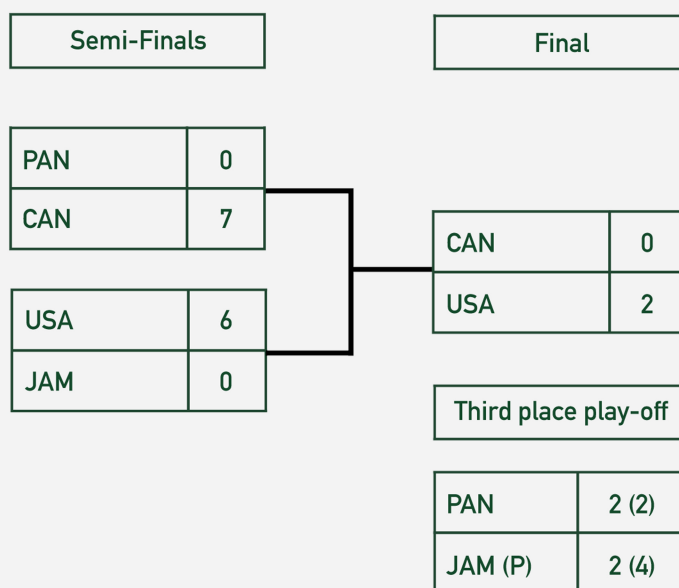 Semi-Finals
Final
PAN 0
CAN 7
USA 6
JAM 0
CAN 0
USA 2
Third place play-off
PAN 2 (2)
JAM (P) 2 (4)